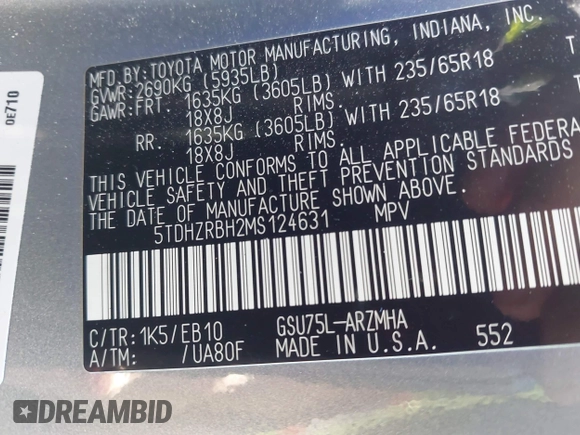 MFD.BY:TOYOTA MOTOR MANUFACTURING, INDIANA, INC.
GVWR:2690KG (5935LB)
GAWR:FRT. 1635KG (3605LB) WITH 235/65R18 T
18X8J RIMS.
RR. 1635KG (3605LB) WITH 235/65R18 T
18X8J RIMS.
THIS VEHICLE CONFORMS TO ALL APPLICABLE FEDERA
VEHICLE SAFETY AND THEFT PREVENTION STANDARDS
THE DATE OF MANUFACTURE SHOWN ABOVE.
5TDHZRBH2MS124631 MPV
C/TR:1K5/EB10 GSU75L-ARZMHA
A/TM: /UA80F MADE IN U.S.A. 552
0E710
DREAMBID